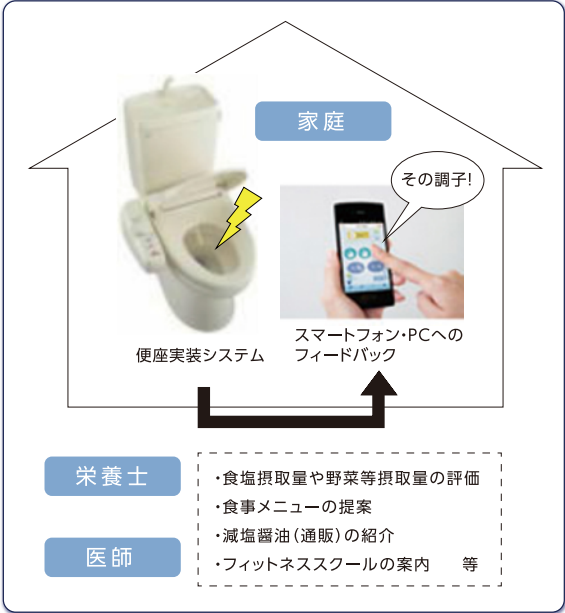 家庭
その調子!
便座実装システム
スマートフォン・PCへの
フィードバック
栄養士
医師
・食塩摂取量や野菜等摂取量の評価
・食事メニューの提案
・減塩醤油（通販）の紹介
・フィットネススクールの案内　等